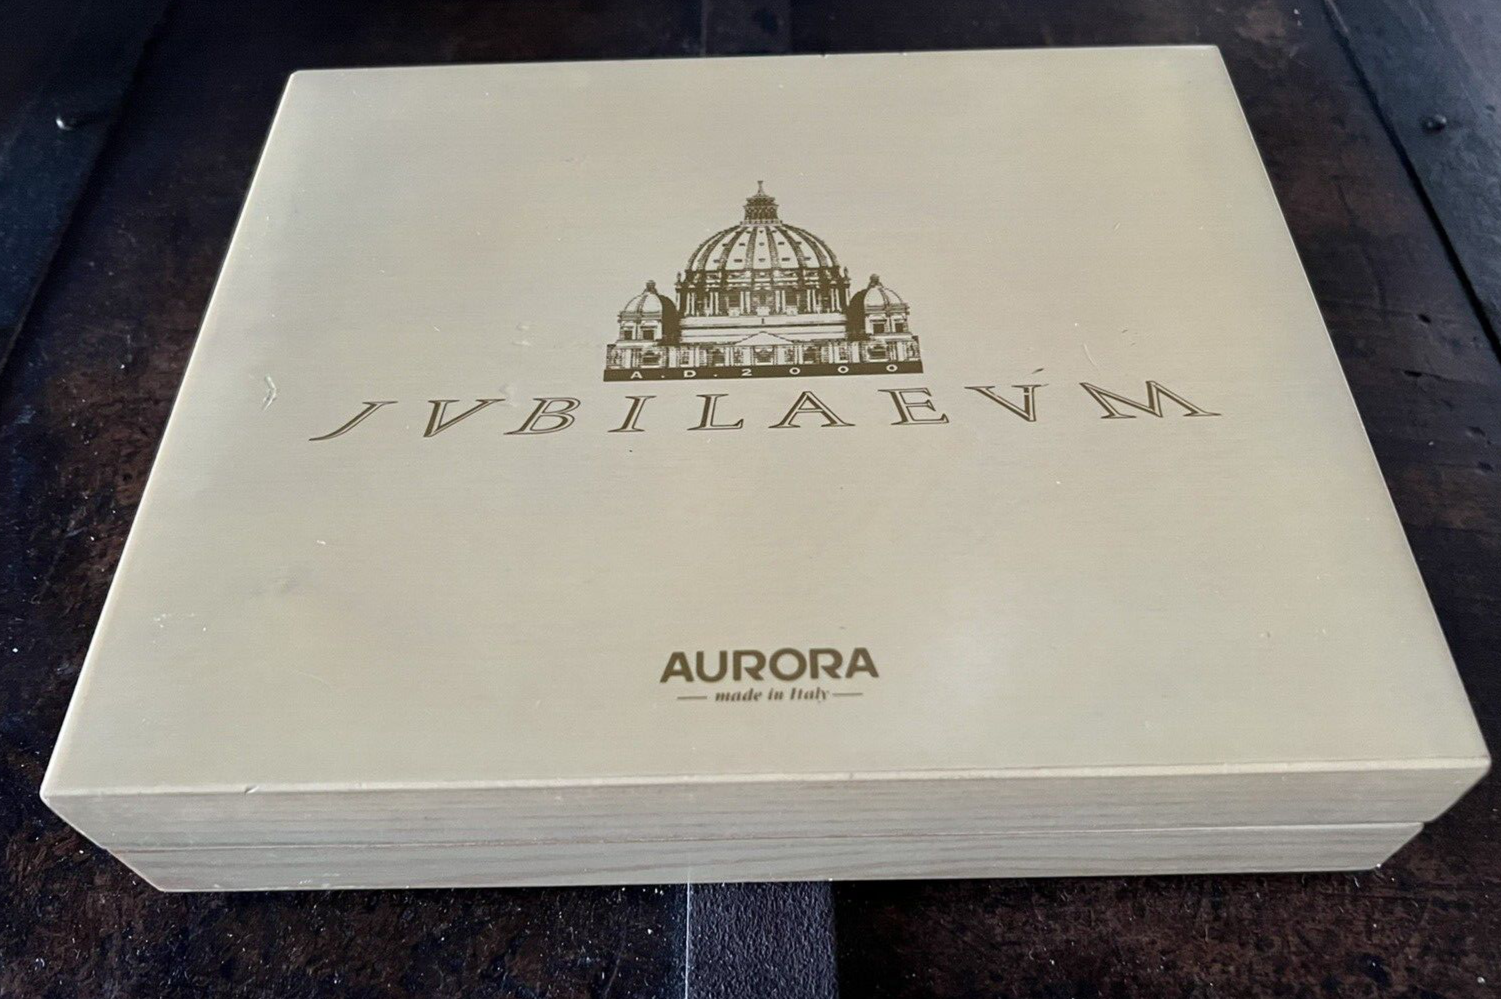 A.D.2000
JVBILAEVM
AURORA
made in Italy